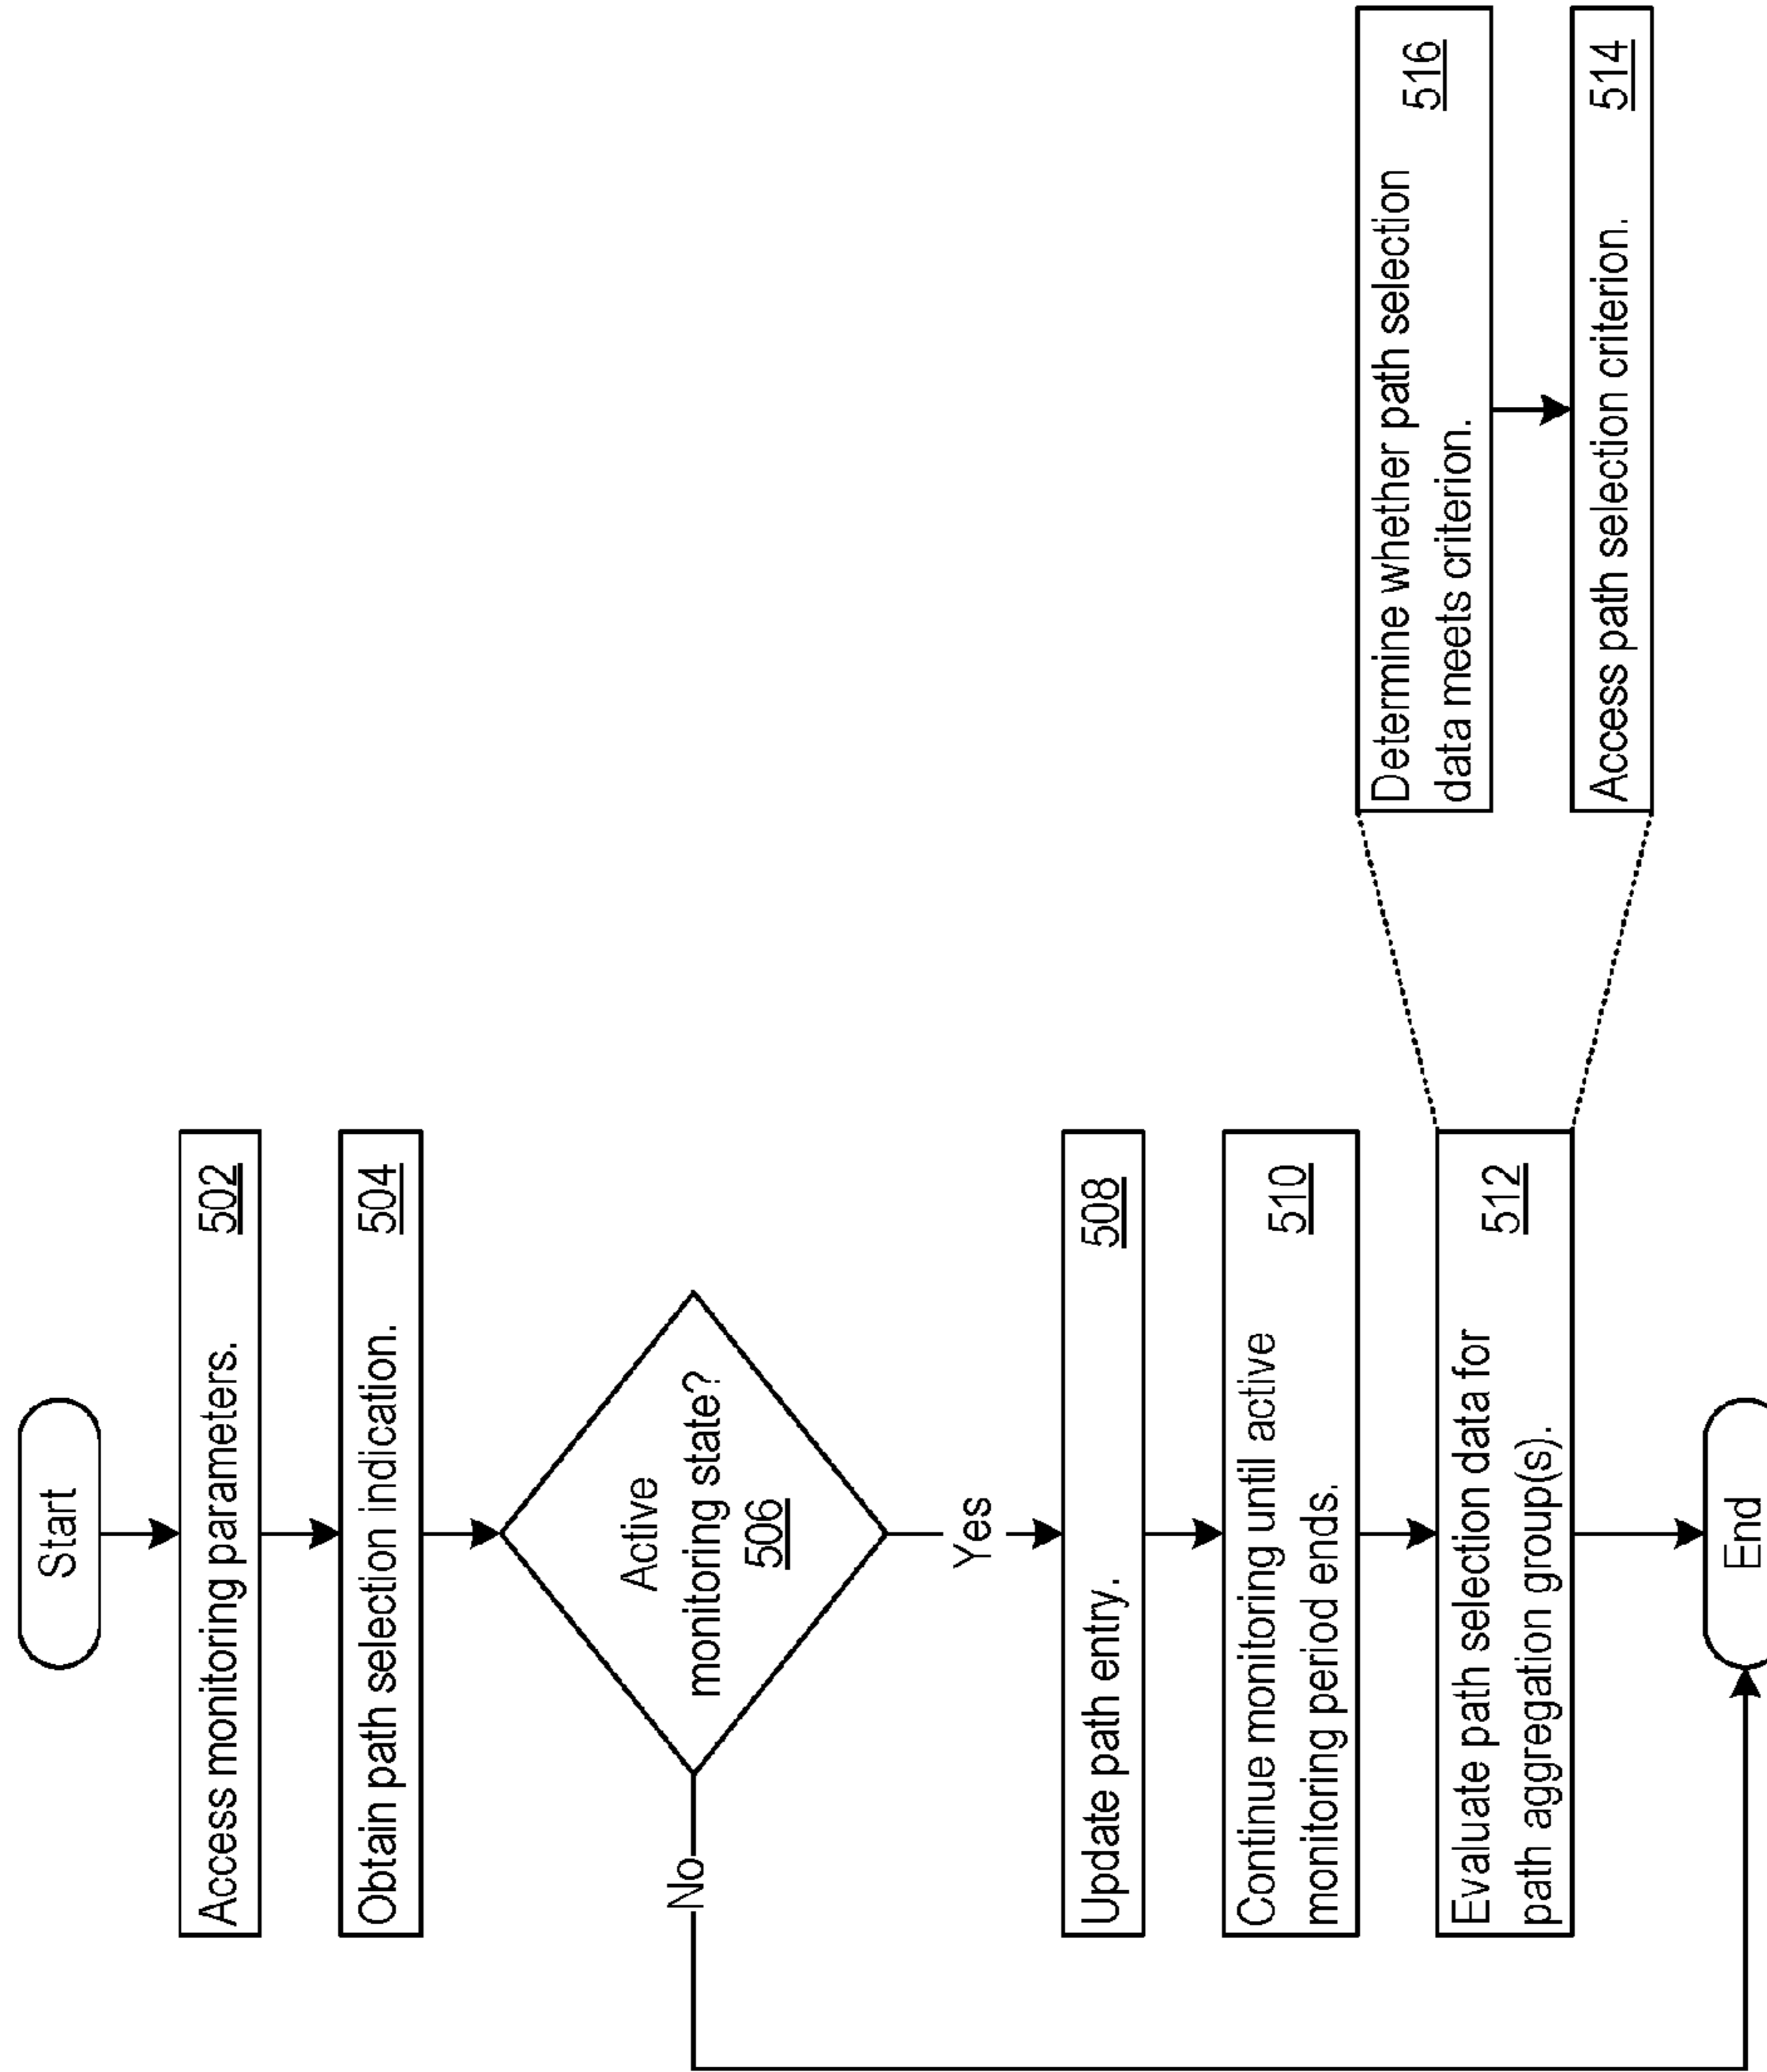 Start
Access monitoring parameters. 502
Obtain path selection indication. 504
Active
monitoring state?
506
No
Yes
Update path entry. 508
Continue monitoring until active 510
monitoring period ends.
Evaluate path selection data for 512
path aggregation group(s).
Determine whether path selection 516
data meets criterion.
Access path selection criterion. 514
End